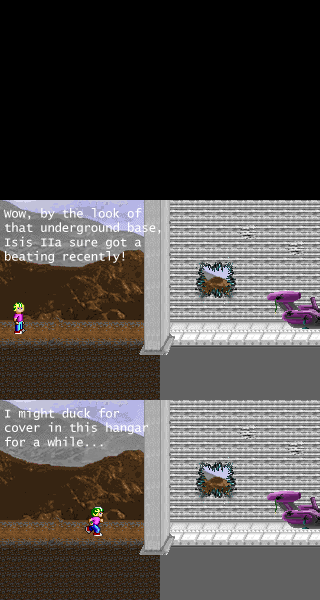 Wow, by the look of
that underground base,
Isis IIa sure got a
beating recently!
I might duck for
cover in this hangar
for a while...